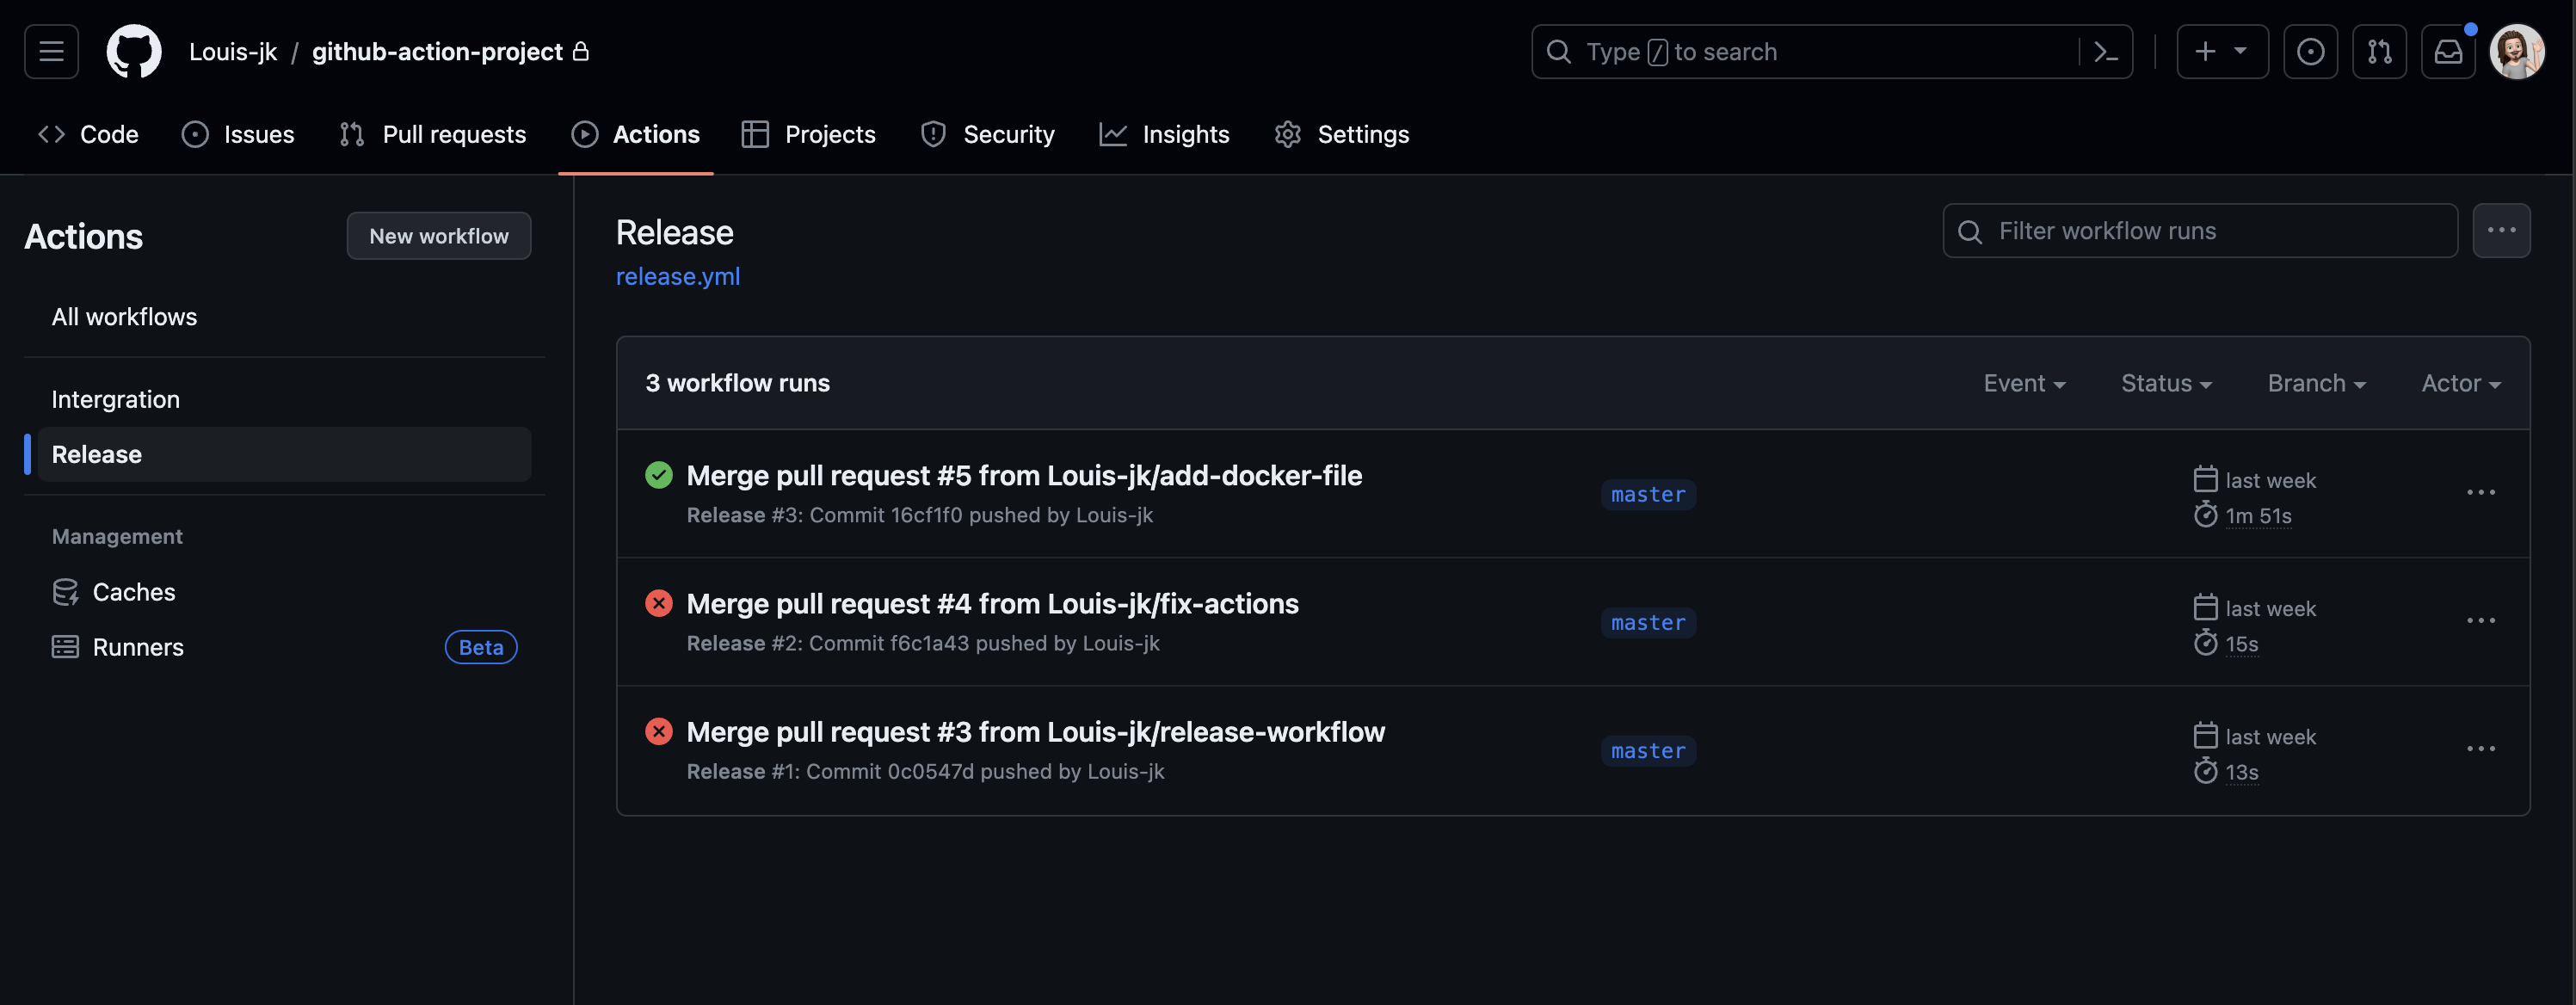 Louis-jk / github-action-project
Type / to search
Code
Issues
Pull requests
Actions
Projects
Security
Insights
Settings
Actions
New workflow
All workflows
Intergration
Release
Management
Caches
Runners
Beta
Release
release.yml
Filter workflow runs
3 workflow runs
Event
Status
Branch
Actor
Merge pull request #5 from Louis-jk/add-docker-file
Release #3: Commit 16cf1f0 pushed by Louis-jk
master
last week
1m 51s
Merge pull request #4 from Louis-jk/fix-actions
Release #2: Commit f6c1a43 pushed by Louis-jk
master
last week
15s
Merge pull request #3 from Louis-jk/release-workflow
Release #1: Commit 0c0547d pushed by Louis-jk
master
last week
13s